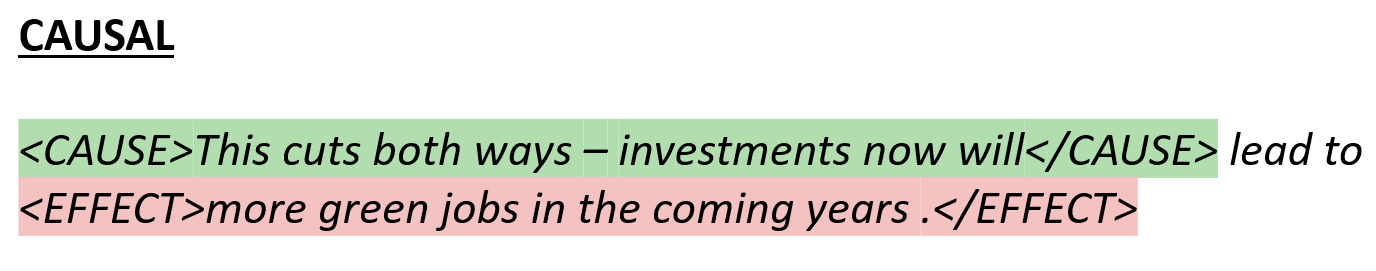 CAUSAL
<CAUSE>This cuts both ways – investments now will</CAUSE> lead to
<EFFECT>more green jobs in the coming years .</EFFECT>